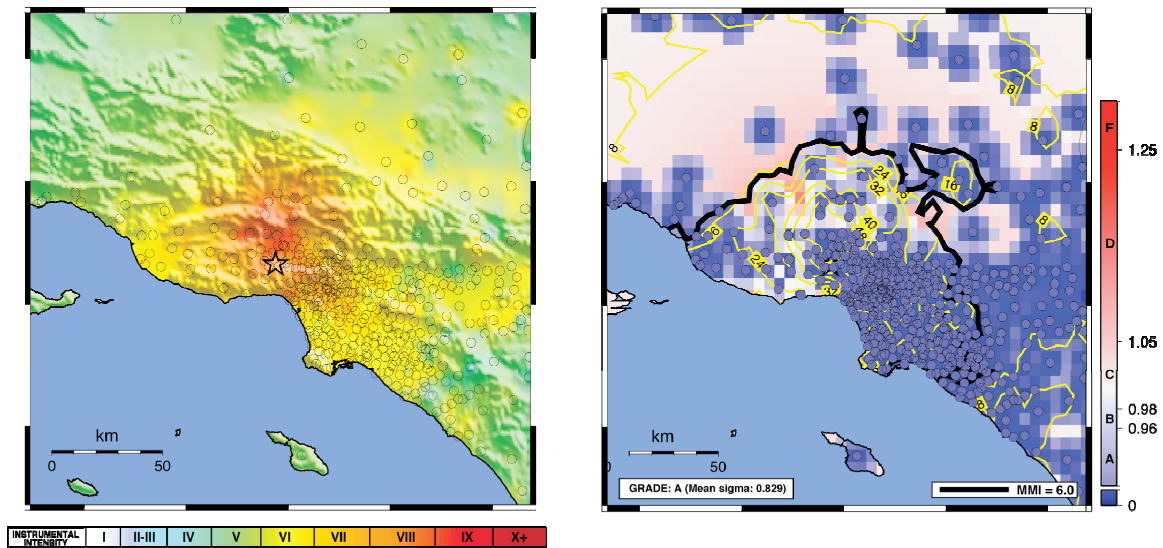 km
0 50
INSTRUMENTAL
INTENSITY
I II-III IV V VI VII VIII IX X+
8
8
8
24
32
16
40
8
24
km
0 50
GRADE: A (Mean sigma: 0.829)
MMI = 6.0
F
1.25
D
1.05
C
0.98
B
0.96
A
0